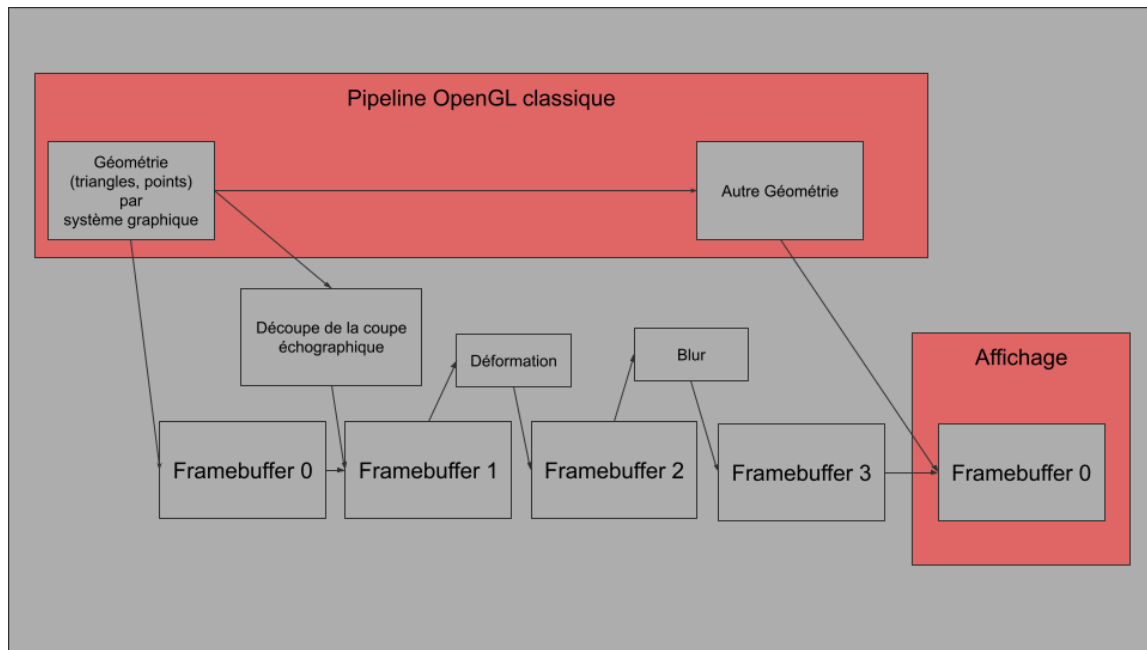 Pipeline OpenGL classique
Géométrie
(triangles, points)
par
système graphique
Autre Géométrie
Découpe de la coupe
échographique
Déformation
Blur
Affichage
Framebuffer 0
Framebuffer 1
Framebuffer 2
Framebuffer 3
Framebuffer 0